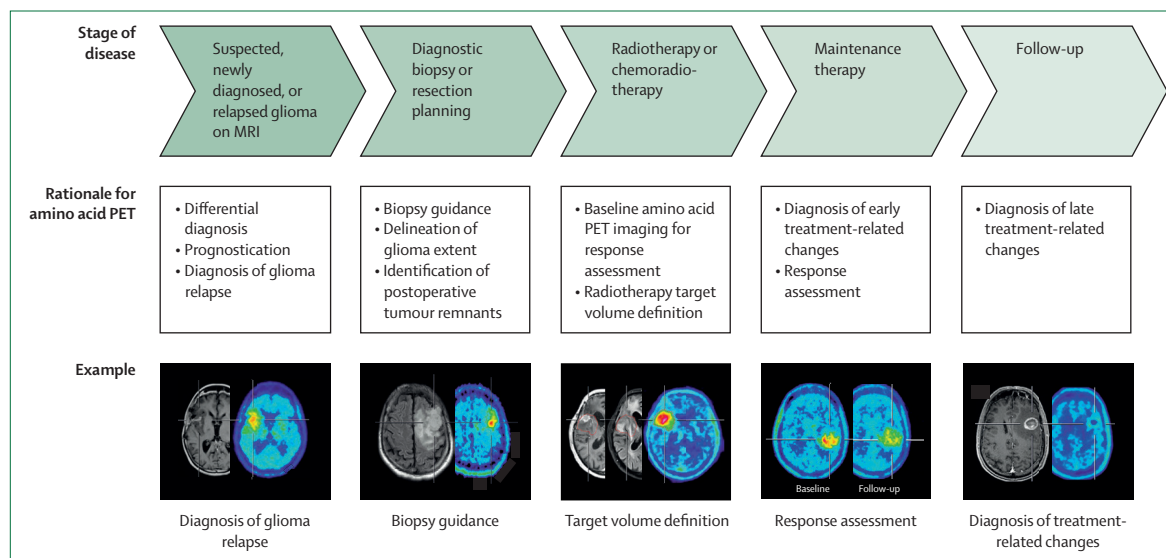 Stage of
disease
Suspected,
newly
diagnosed, or
relapsed glioma
on MRI
Diagnostic
biopsy or
resection
planning
Radiotherapy or
chemoradio-
therapy
Maintenance
therapy
Follow-up
Rationale for
amino acid PET
• Differential
diagnosis
• Prognostication
• Diagnosis of glioma
relapse
• Biopsy guidance
• Delineation of
glioma extent
• Identification of
postoperative
tumour remnants
• Baseline amino acid
PET imaging for
response
assessment
• Radiotherapy target
volume definition
• Diagnosis of early
treatment-related
changes
• Response
assessment
• Diagnosis of late
treatment-related
changes
Example
Baseline
Follow-up
Diagnosis of glioma
relapse
Biopsy guidance
Target volume definition
Response assessment
Diagnosis of treatment-
related changes